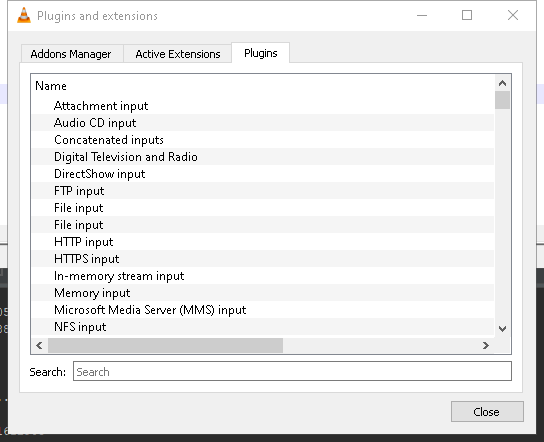 Plugins and extensions
Addons Manager Active Extensions Plugins
Name
Attachment input
Audio CD input
Concatenated inputs
Digital Television and Radio
DirectShow input
FTP input
File input
File input
HTTP input
HTTPS input
In-memory stream input
Memory input
Microsoft Media Server (MMS) input
NFS input
Search: Search
Close